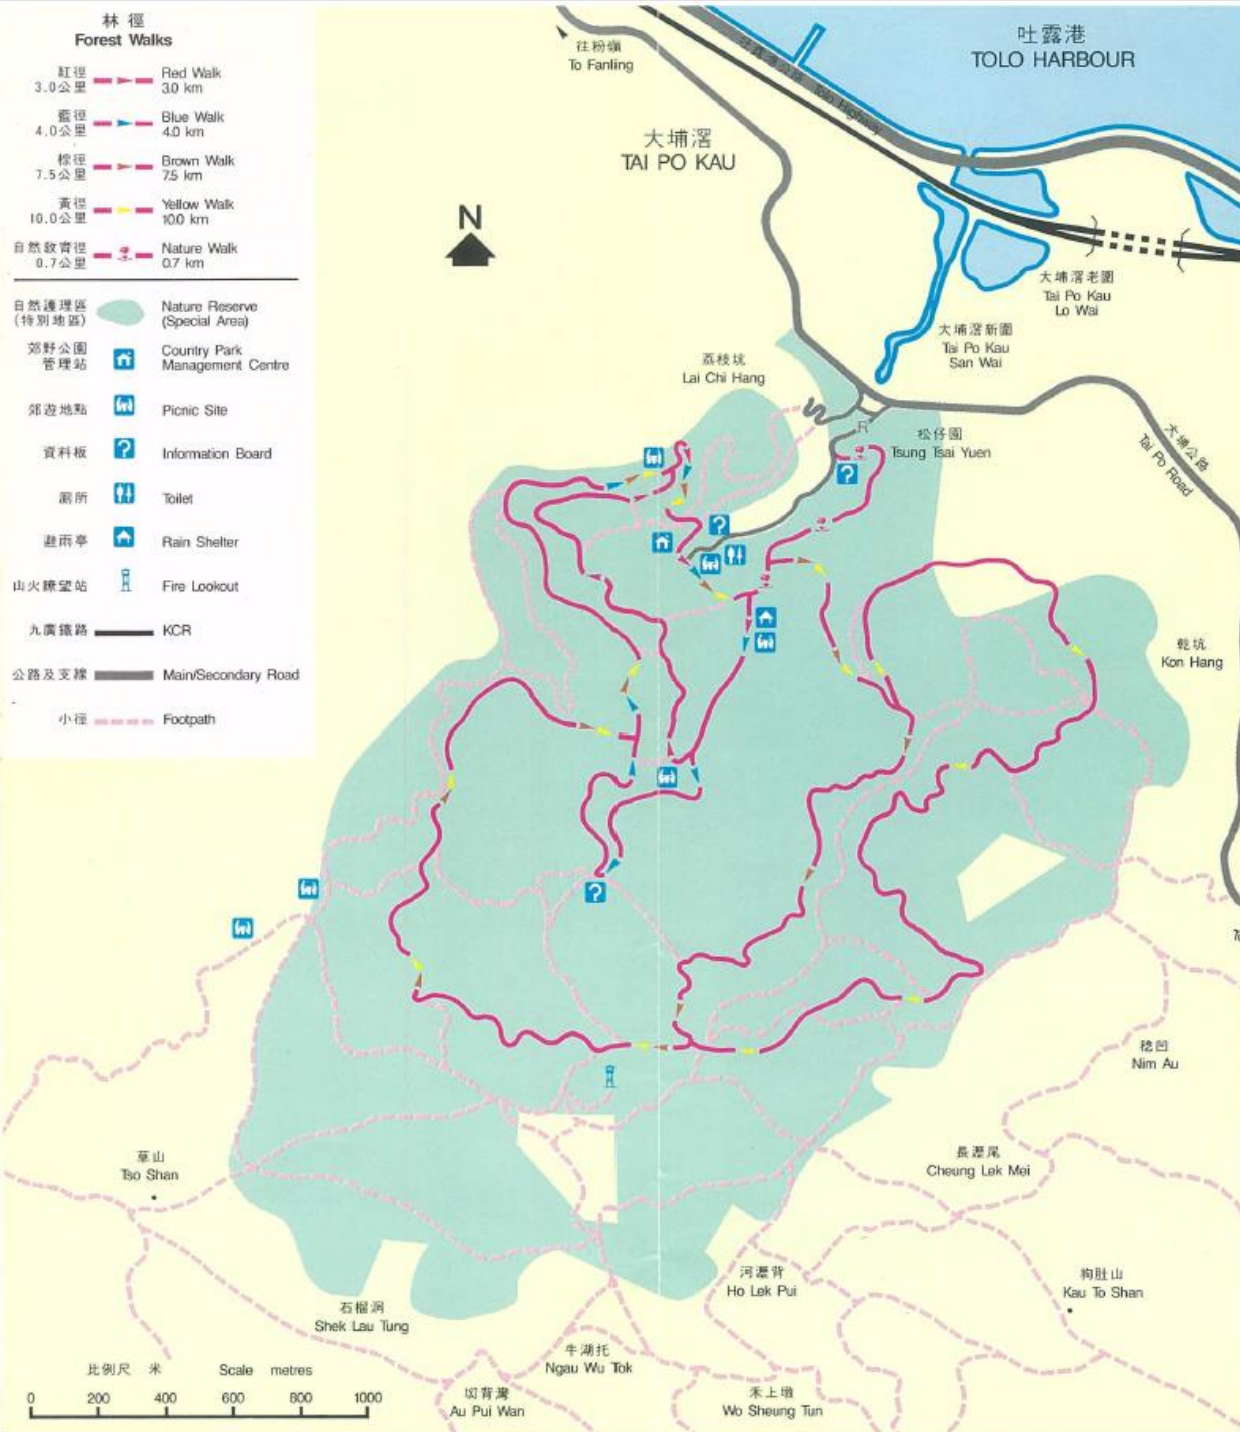 林徑
Forest Walks
紅徑
3.0公里
Red Walk
3.0 km
藍徑
4.0公里
Blue Walk
4.0 km
棕徑
7.5公里
Brown Walk
7.5 km
黃徑
10.0公里
Yellow Walk
10.0 km
自然敎育徑
0.7公里
Nature Walk
0.7 km
自然護理區
(特別地區)
Nature Reserve
(Special Area)
郊野公園
管理站
Country Park
Management Centre
郊遊地點
Picnic Site
資料板
?
Information Board
厠所
Toilet
避雨亭
Rain Shelter
山火瞭望站
Fire Lookout
九廣鐵路
KCR
公路及支線
Main/Secondary Road
小徑
Footpath
往粉嶺
To Fanling
吐露港
TOLO HARBOUR
吐露港公路 Tolo Highway
大埔滘
TAI PO KAU
N
大埔滘老圍
Tai Po Kau
Lo Wai
大埔滘新圍
Tai Po Kau
San Wai
荔枝坑
Lai Chi Hang
R
松仔園
Tsung Tsai Yuen
大埔公路
Tai Po Road
?
?
乾坑
Kon Hang
?
稔凹
Nim Au
草山
Tso Shan
長瀝尾
Cheung Lek Mei
河瀝背
Ho Lek Pui
狗肚山
Kau To Shan
石榴洞
Shek Lau Tung
牛湖托
Ngau Wu Tok
坳背灣
Au Pui Wan
禾上墩
Wo Sheung Tun
比例尺 米 Scale metres
0 200 400 600 800 1000